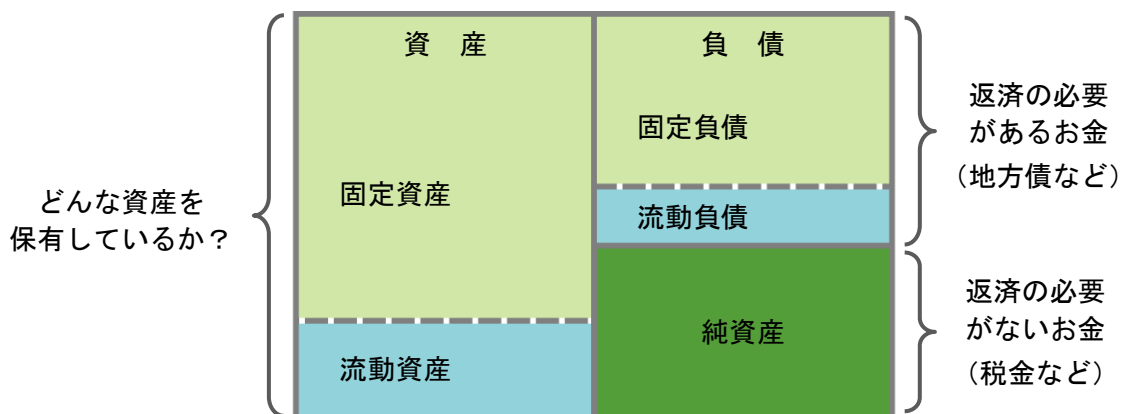 どんな資産を
保有しているか？
資　産
固定資産
流動資産
負　債
固定負債
流動負債
純資産
返済の必要
があるお金
（地方債など）
返済の必要
がないお金
（税金など）